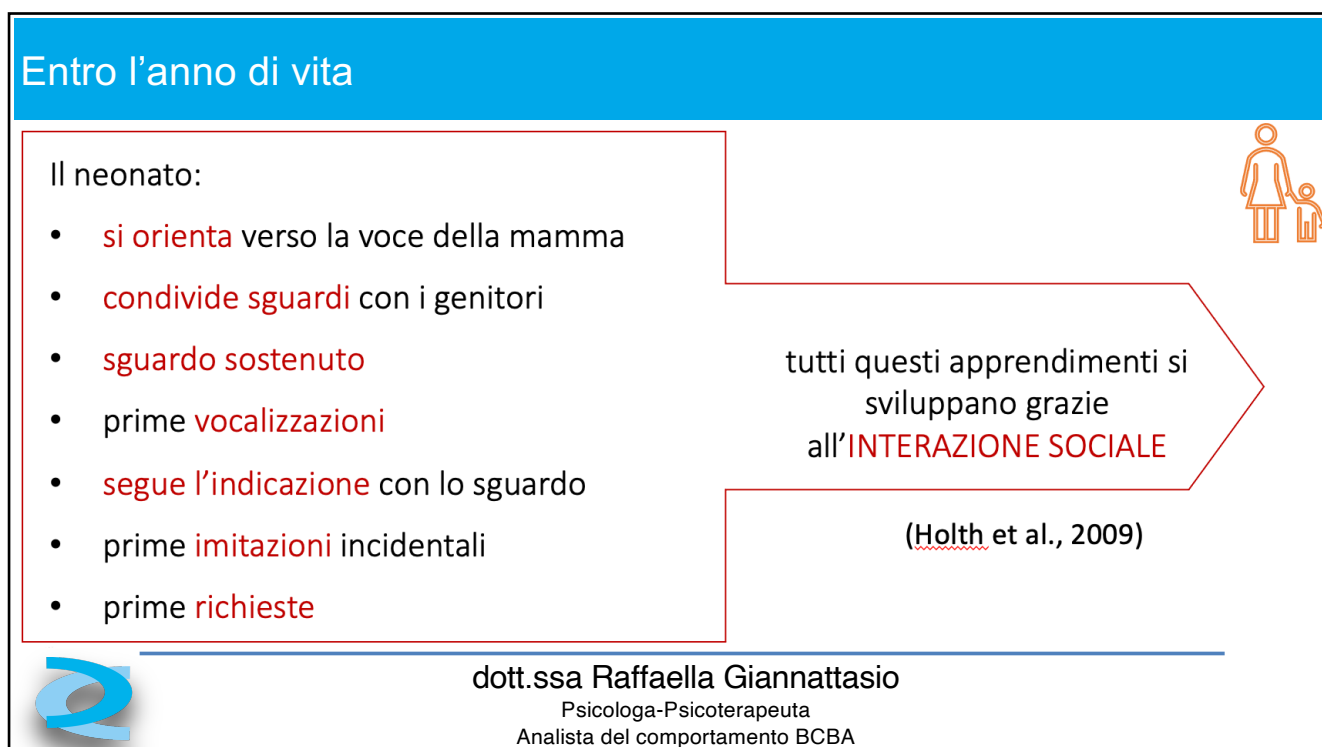 Entro l’anno di vita
Il neonato:
• si orienta verso la voce della mamma
• condivide sguardi con i genitori
• sguardo sostenuto
• prime vocalizzazioni
• segue l’indicazione con lo sguardo
• prime imitazioni incidentali
• prime richieste
tutti questi apprendimenti si
sviluppano grazie
all’INTERAZIONE SOCIALE
(Holth et al., 2009)
dott.ssa Raffaella Giannattasio
Psicologa-Psicoterapeuta
Analista del comportamento BCBA